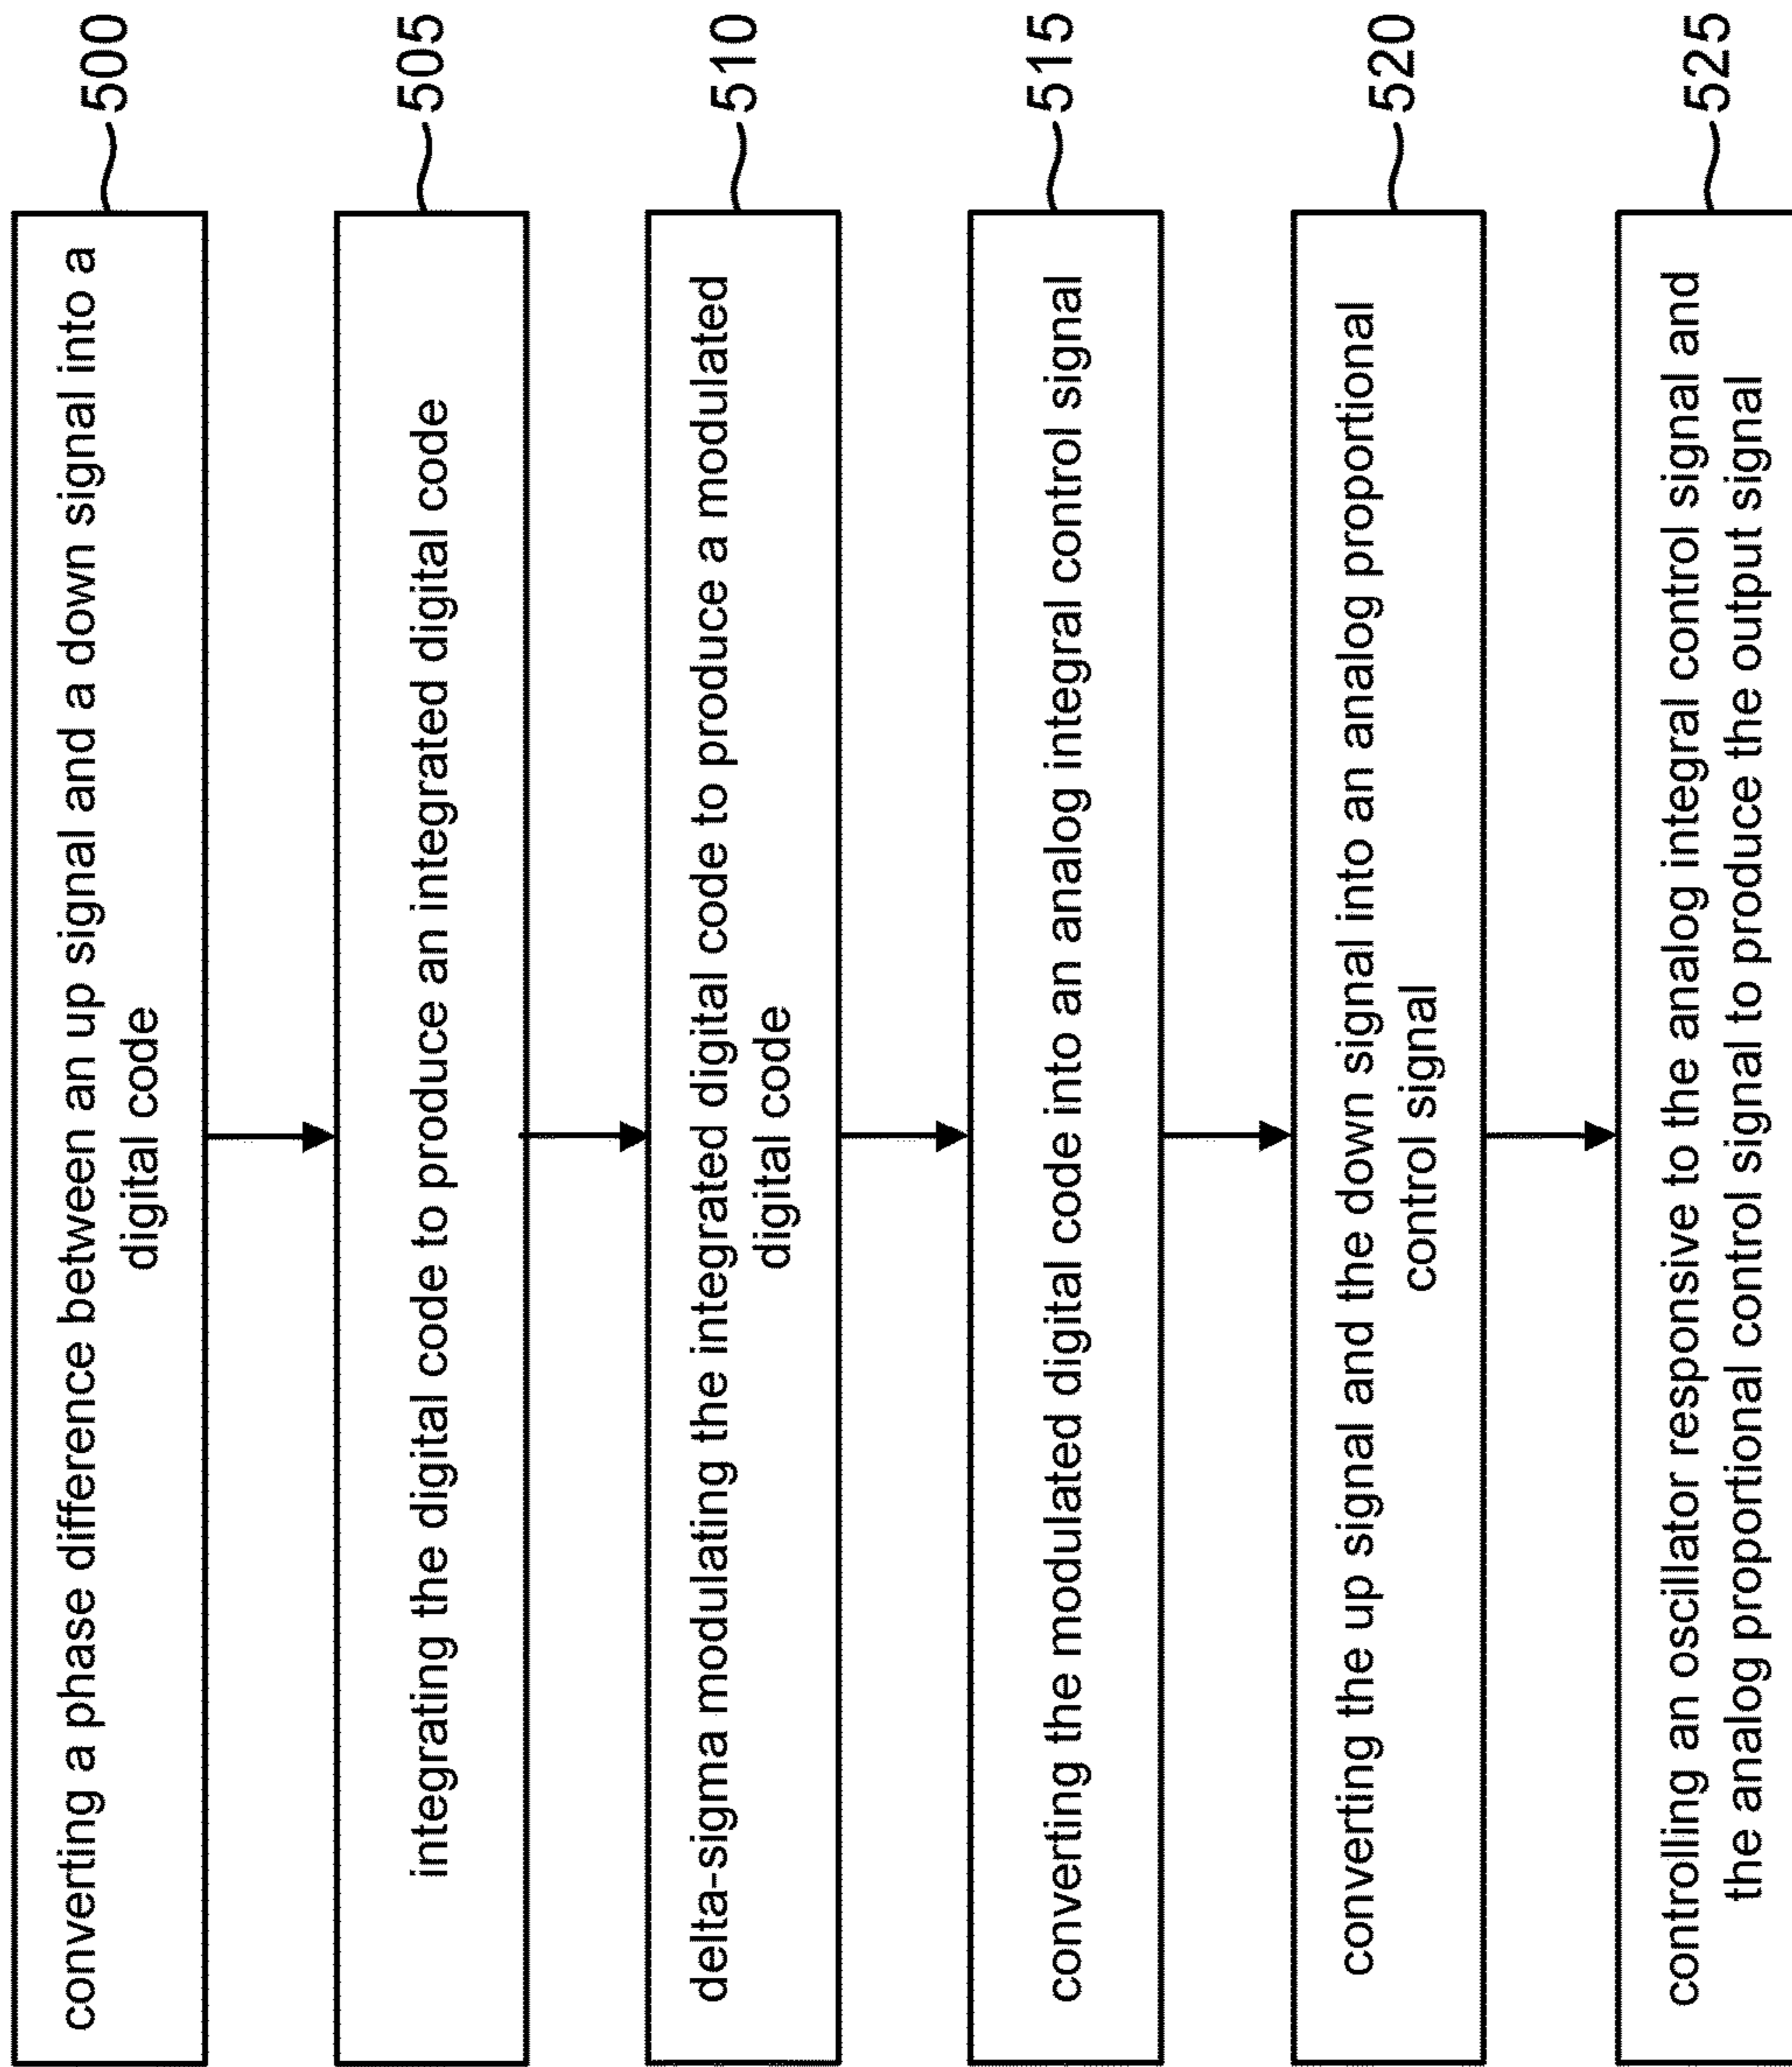 converting a phase difference between an up signal and a down signal into a
digital code
500
integrating the digital code to produce an integrated digital code
505
delta-sigma modulating the integrated digital code to produce a modulated
digital code
510
converting the modulated digital code into an analog integral control signal
515
converting the up signal and the down signal into an analog proportional
control signal
520
controlling an oscillator responsive to the analog integral control signal and
the analog proportional control signal to produce the output signal
525